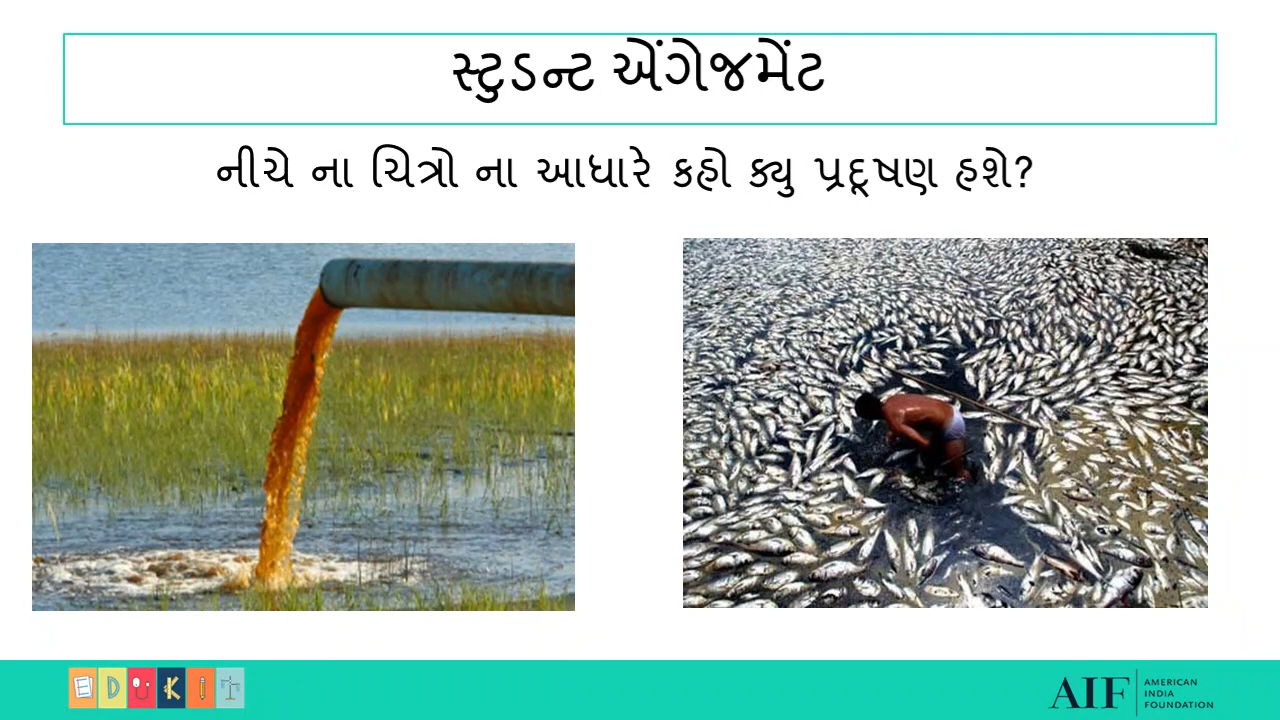 સ્ટુડન્ટ એંગેજમેંટ
નીચે ના ચિત્રો ના આધારે કહો ક્યુ પ્રદૂષણ હશે?
EDUKIT
AIF
AMERICAN
INDIA
FOUNDATION